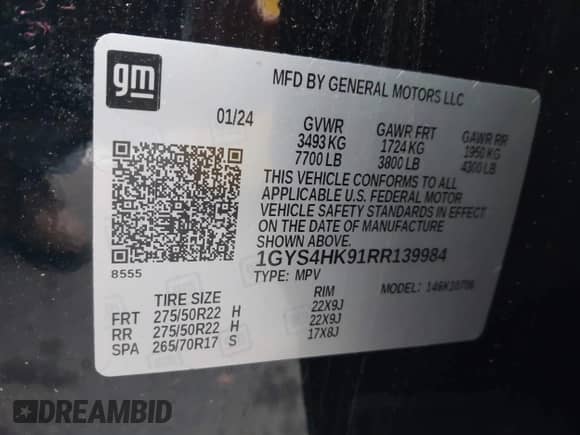 gm
MFD BY GENERAL MOTORS LLC
01/24
GVWR GAWR FRT GAWR RR
3493 KG 1724 KG 1950 KG
7700 LB 3800 LB 4300 LB
THIS VEHICLE CONFORMS TO ALL
APPLICABLE U.S. FEDERAL MOTOR
VEHICLE SAFETY STANDARDS IN EFFECT
ON THE DATE OF MANUFACTURE
SHOWN ABOVE.
8555
1GYS4HK91RR139984
TYPE: MPV MODEL:
TIRE SIZE RIM
FRT 275/50R22 H 22X9J
RR 275/50R22 H 22X9J
SPA 265/70R17 S 17X8J
DREAMBID